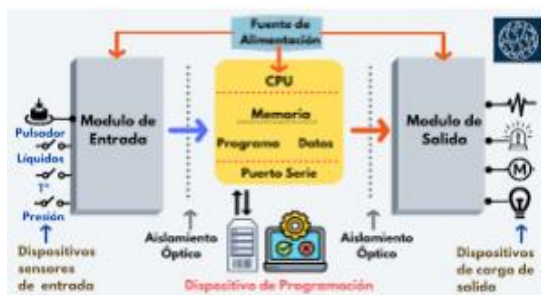 Fuente de
Alimentación
CPU
Modulo de
Entrada
Memoria
Programa Datos
Puerto Serie
Modulo de
Salida
Pulsador
Líquidos
Tº
Presión
M
Aislamiento
Óptico
Aislamiento
Óptico
Dispositivos
sensores
de entrada
Dispositivo de Programación
Dispositivos
de carga de
salida